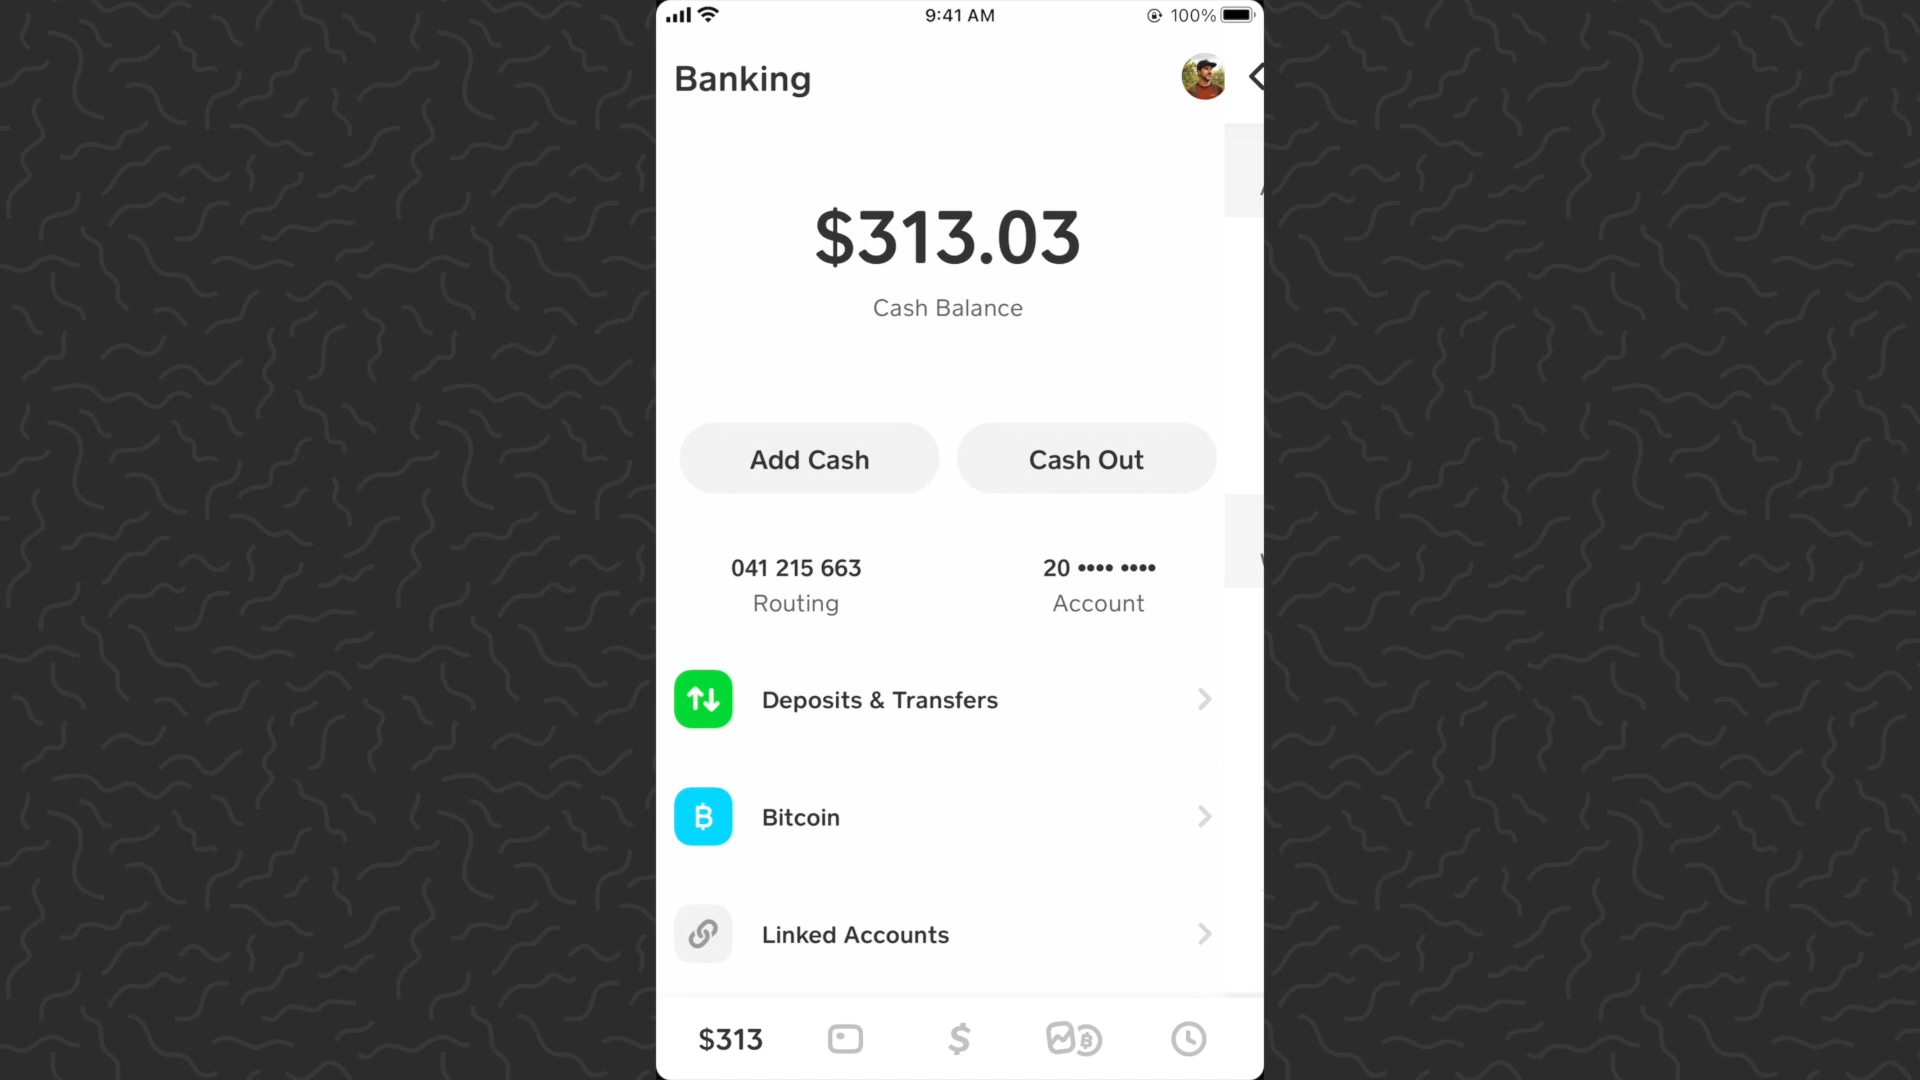 9:41 AM 100%
Banking
$313.03
Cash Balance
Add Cash Cash Out
041 215 663 20 •••• ••••
Routing Account
Deposits & Transfers
Bitcoin
Linked Accounts
$313